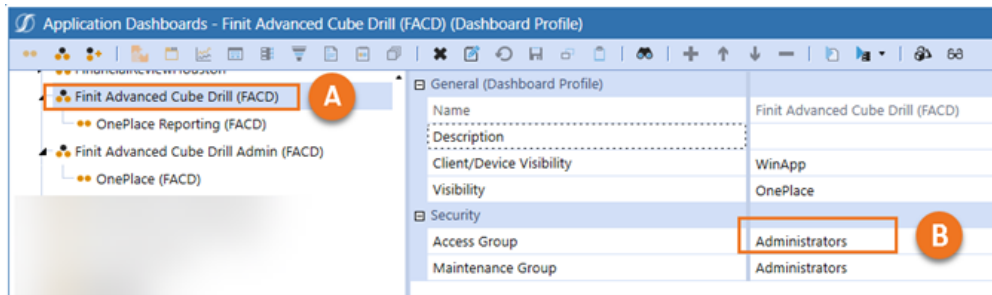 Application Dashboards - Finit Advanced Cube Drill (FACD) (Dashboard Profile)
Finit Advanced Cube Drill (FACD)
A
OnePlace Reporting (FACD)
Finit Advanced Cube Drill Admin (FACD)
OnePlace (FACD)
General (Dashboard Profile)
Name Finit Advanced Cube Drill (FACD)
Description
Client/Device Visibility WinApp
Visibility OnePlace
Security
Access Group Administrators B
Maintenance Group Administrators